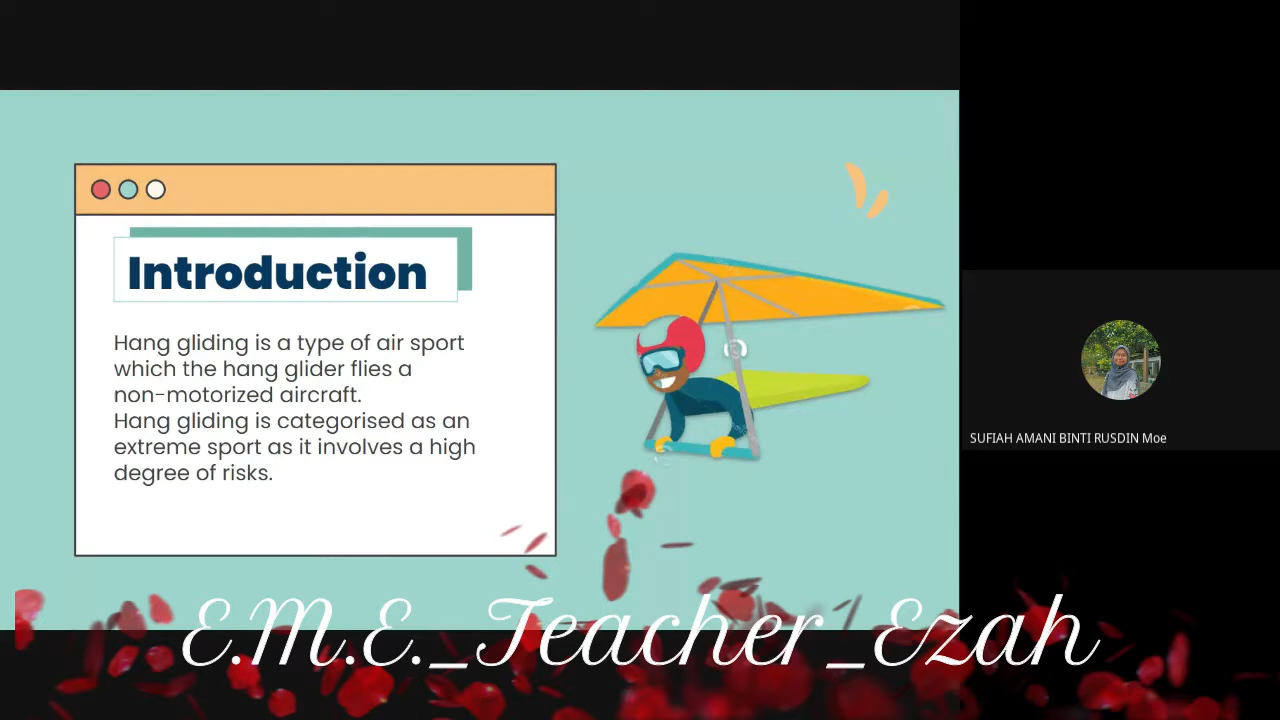 Introduction
Hang gliding is a type of air sport
which the hang glider flies a
non-motorized aircraft.
Hang gliding is categorised as an
extreme sport as it involves a high
degree of risks.
SUFIAH AMANI BINTI RUSDIN Moe
E.M.E._Teacher_Ezah